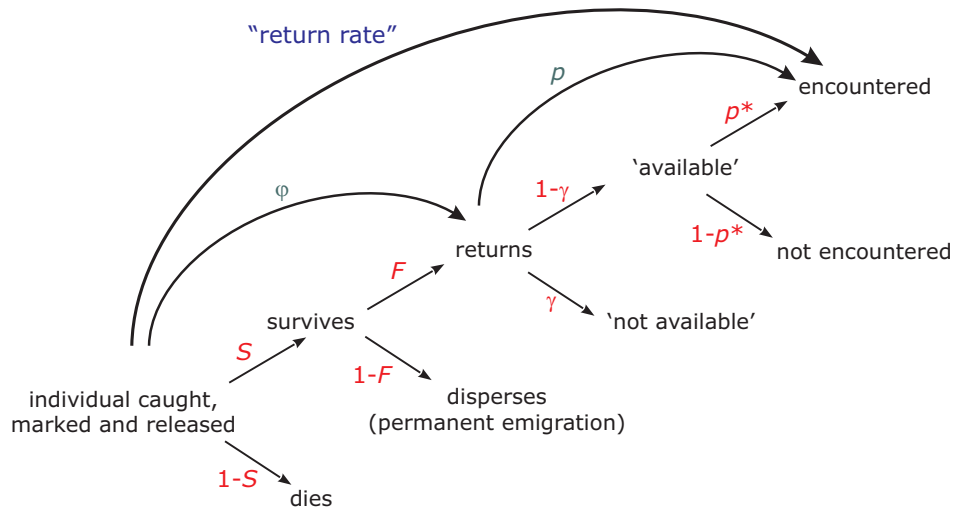 “return rate”
p
encountered
p*
‘available’
φ
1-γ
1-p*
returns
not encountered
F
γ
survives
‘not available’
S
1-F
individual caught,
marked and released
disperses
(permanent emigration)
1-S
dies